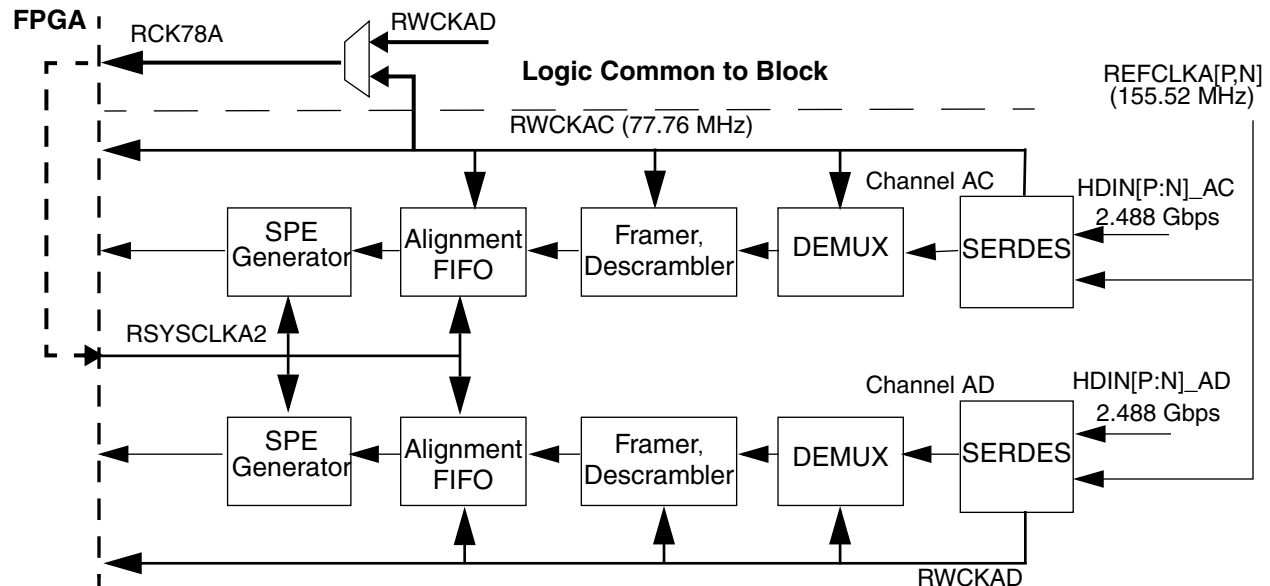 FPGA
RCK78A
RWCKAD
Logic Common to Block
REFCLKA[P,N]
(155.52 MHz)
RWCKAC (77.76 MHz)
Channel AC
HDIN[P:N]_AC
2.488 Gbps
SPE
Generator
Alignment
FIFO
Framer,
Descrambler
DEMUX
SERDES
RSYSCLKA2
Channel AD
HDIN[P:N]_AD
2.488 Gbps
SPE
Generator
Alignment
FIFO
Framer,
Descrambler
DEMUX
SERDES
RWCKAD